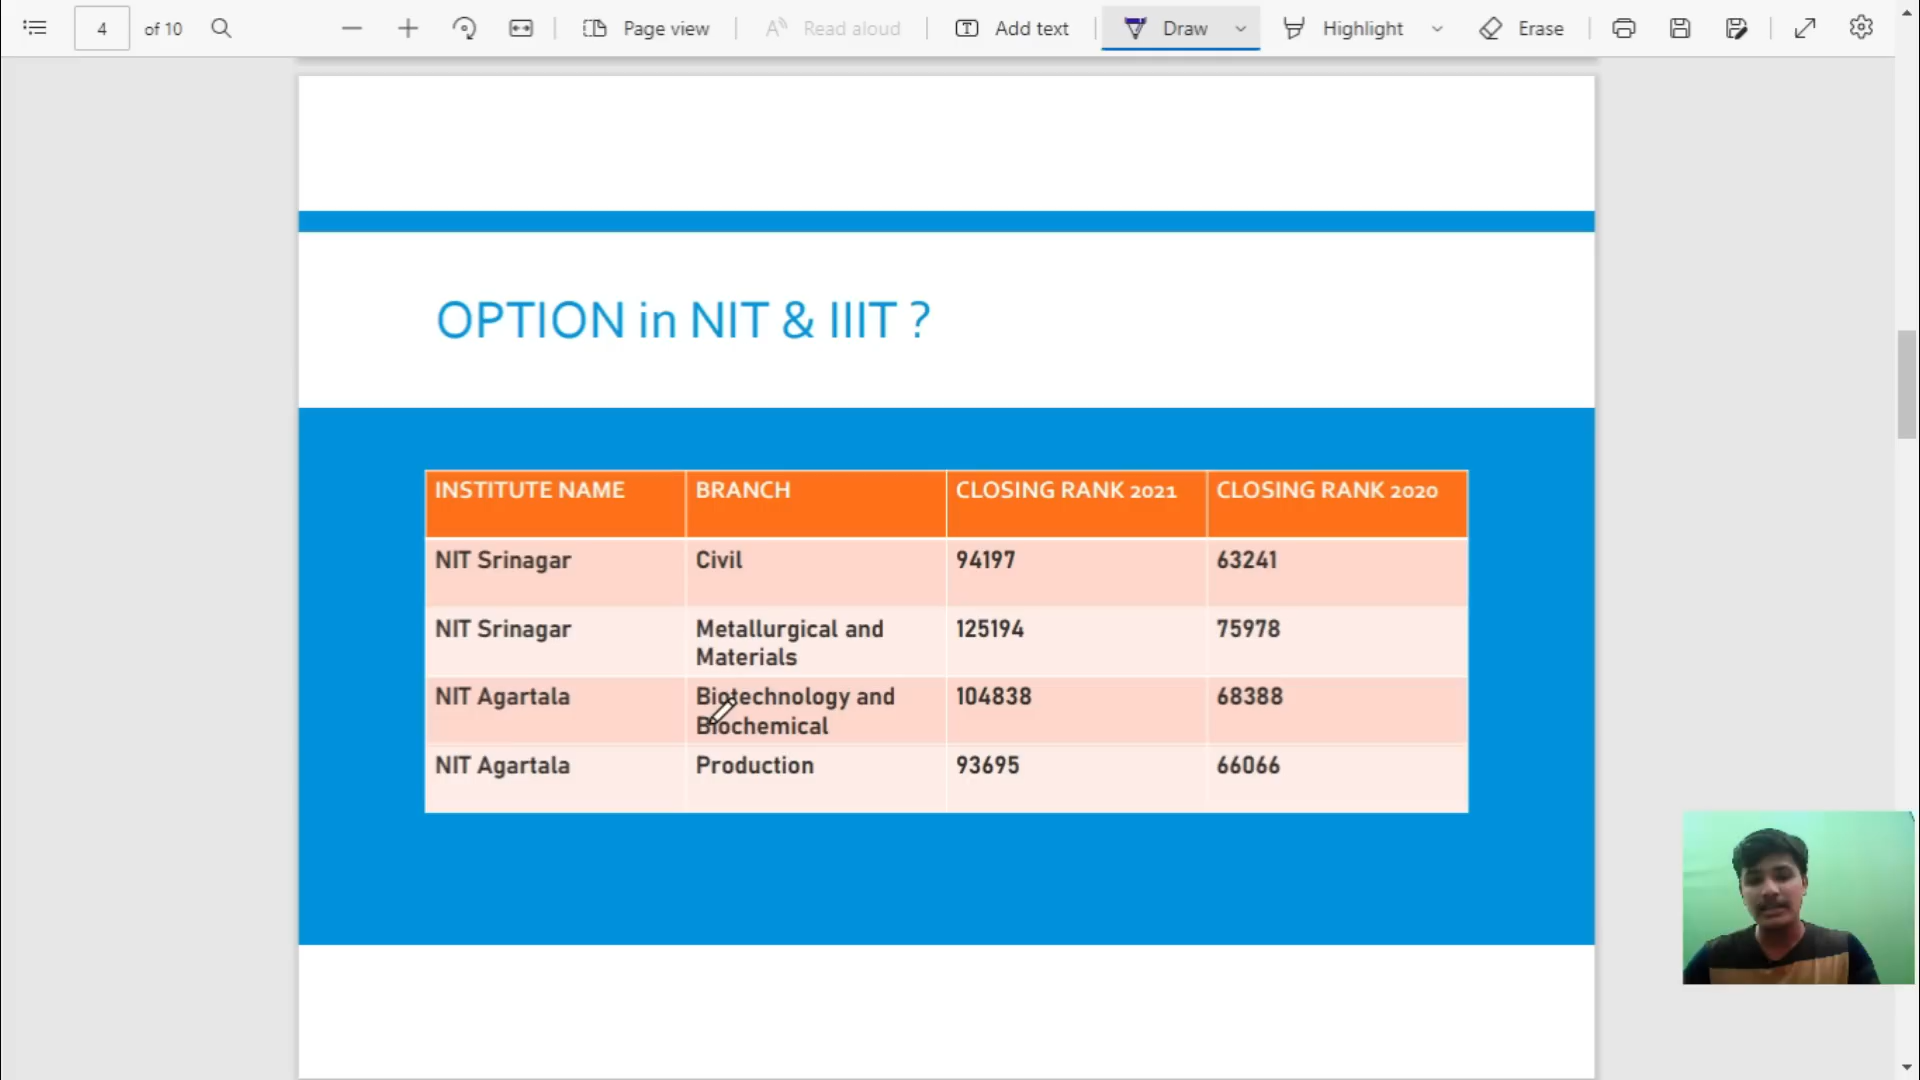 4 of 10 Page view Read aloud Add text Draw Highlight Erase
OPTION in NIT & IIIT ?
INSTITUTE NAME BRANCH CLOSING RANK 2021 CLOSING RANK 2020
NIT Srinagar Civil 94197 63241
NIT Srinagar Metallurgical and 125194 75978
Materials
NIT Agartala Biotechnology and 104838 68388
Biochemical
NIT Agartala Production 93695 66066